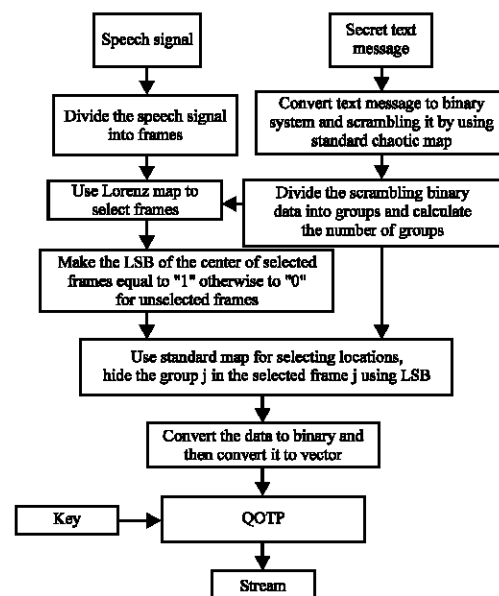 Speech signal
Secret text
message
Divide the speech signal
into frames
Convert text message to binary
system and scrambling it by using
standard chaotic map
Use Lorenz map to
select frames
Divide the scrambling binary
data into groups and calculate
the number of groups
Make the LSB of the center of selected
frames equal to "1" otherwise to "0"
for unselected frames
Use standard map for selecting locations,
hide the group j in the selected frame j using LSB
Convert the data to binary and
then convert it to vector
Key
QOTP
Stream